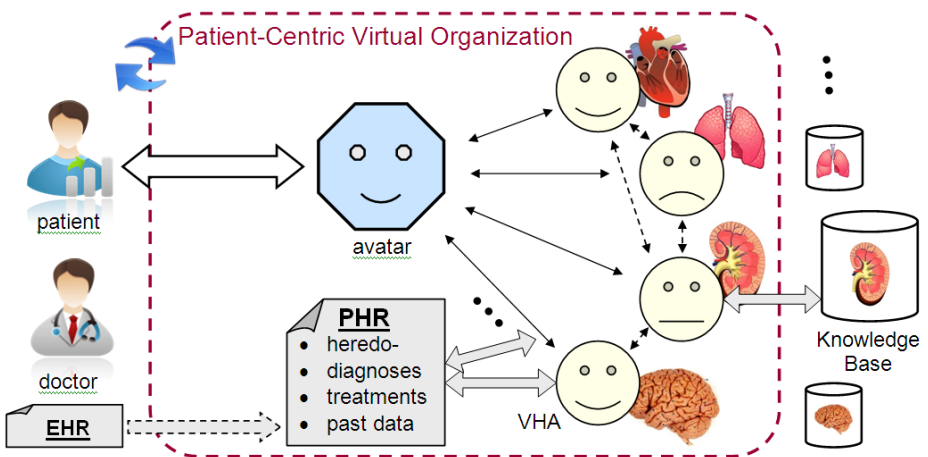 Patient-Centric Virtual Organization
patient
avatar
doctor
EHR
PHR
• heredo-
• diagnoses
• treatments
• past data
VHA
Knowledge
Base